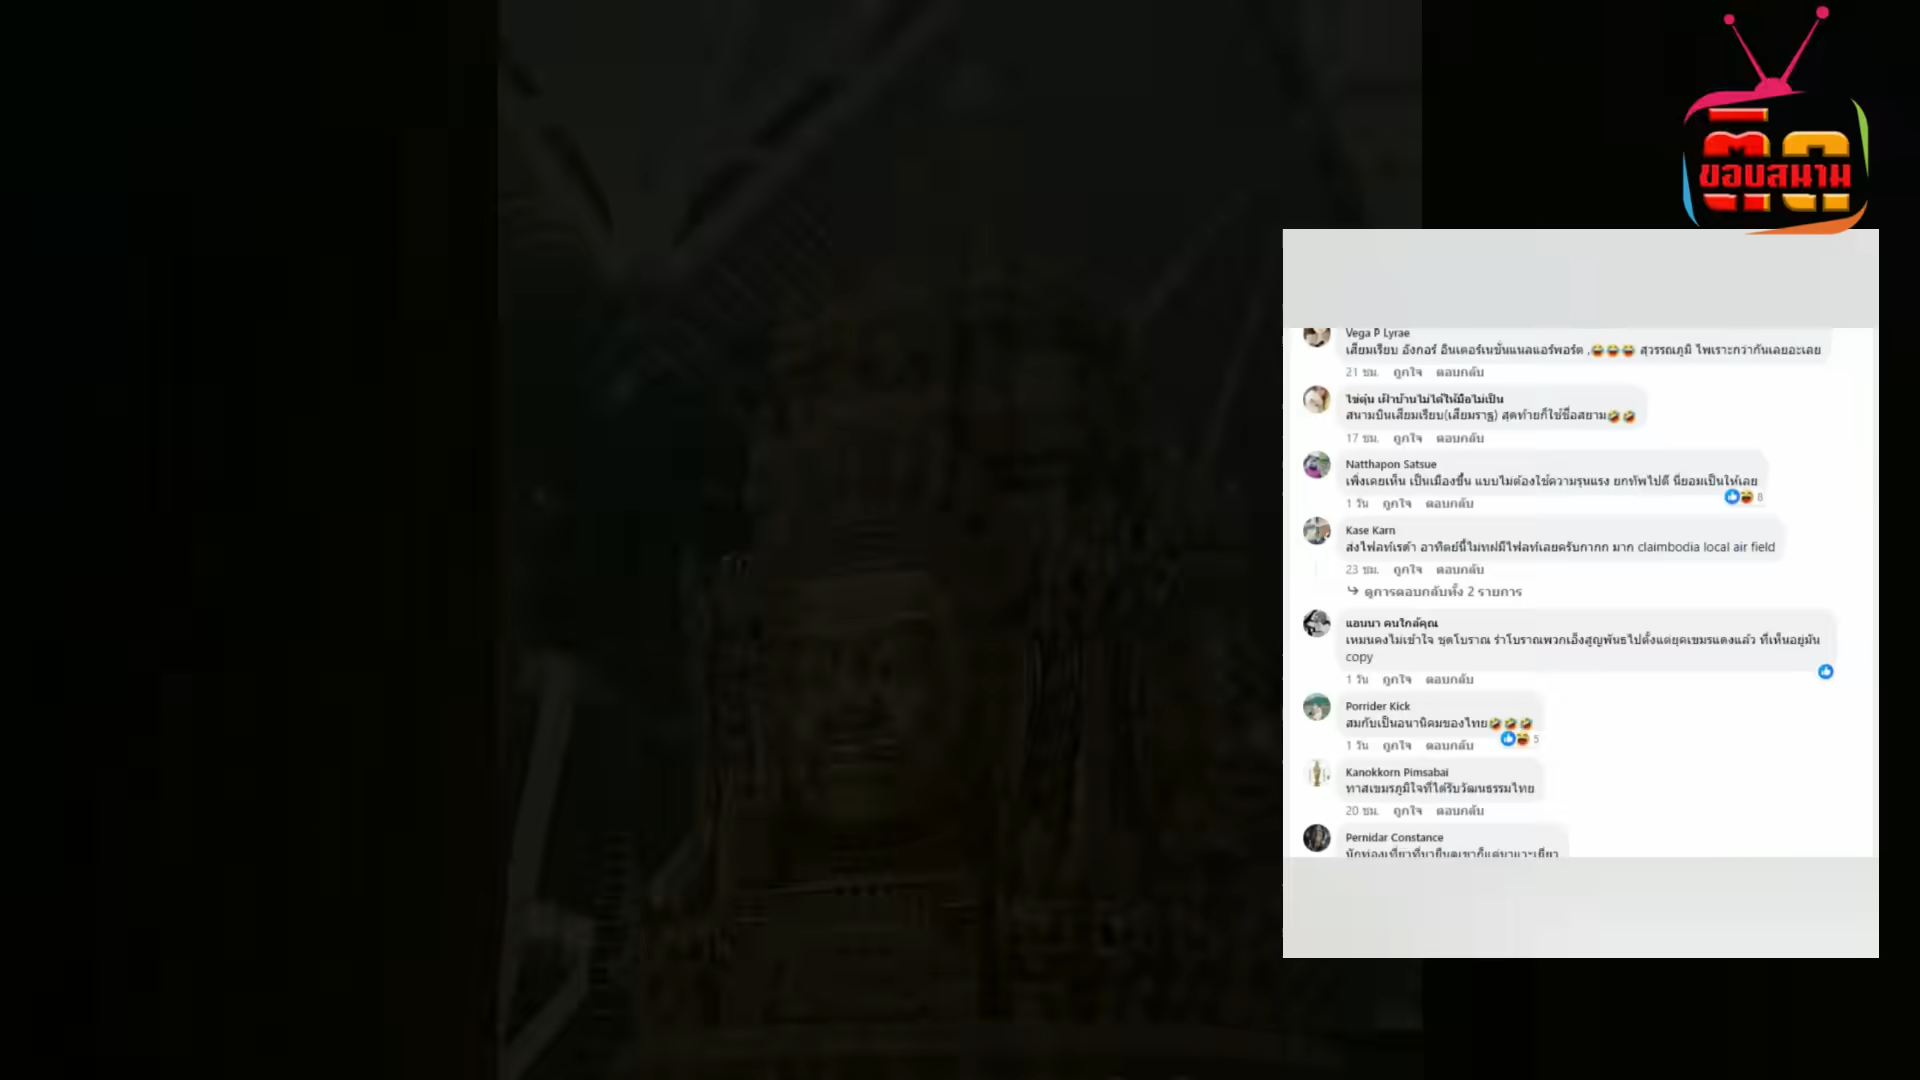 ติด
ขอบสนาม
Vega P Lyrae
เสียมเรียบ อังกอร์ อินเตอร์เนชั่นแนลแอร์พอร์ต ,😂😂😂 สุวรรณภูมิ ไพเราะกว่ากันเลยอะเลย
21 ชม. ถูกใจ ตอบกลับ
ไข่ตุ่น เฝ้าบ้านไม่ได้ให้มือไม่เป็น
สนามบินเสียมเรียบ(เสียมราฐ) สุดท้ายก็ใช้ชื่อสยาม🤣🤣
17 ชม. ถูกใจ ตอบกลับ
Natthapon Satsue
เพิ่งเคยเห็น เป็นเมืองขึ้น แบบไม่ต้องใช้ความรุนแรง ยกทัพไปตี นี่ยอมเป็นให้เลย
8
1 วัน ถูกใจ ตอบกลับ
Kase Karn
ส่งไฟลท์เรดำ อาทิตย์นี้ไม่ทฝมีไฟลท์เลยครับกากก มาก claimbodia local air field
23 ชม. ถูกใจ ตอบกลับ
ดูการตอบกลับทั้ง 2 รายการ
แอนนา คนใกล้คุณ
เหมนคงไม่เข้าใจ ชุดโบราณ รำโบราณพวกเอ็งสูญพันธ์ไปตั้งแต่ยุคเขมรแดงแล้ว ที่เห็นอยู่มัน
copy
1 วัน ถูกใจ ตอบกลับ
Porrider Kick
สมกับเป็นอนานิคมของไทย🤣🤣🤣
5
1 วัน ถูกใจ ตอบกลับ
Kanokkorn Pimsabai
ทาสเขมรภูมิใจที่ได้รับวัฒนธรรมไทย
20 ชม. ถูกใจ ตอบกลับ
Pernidar Constance